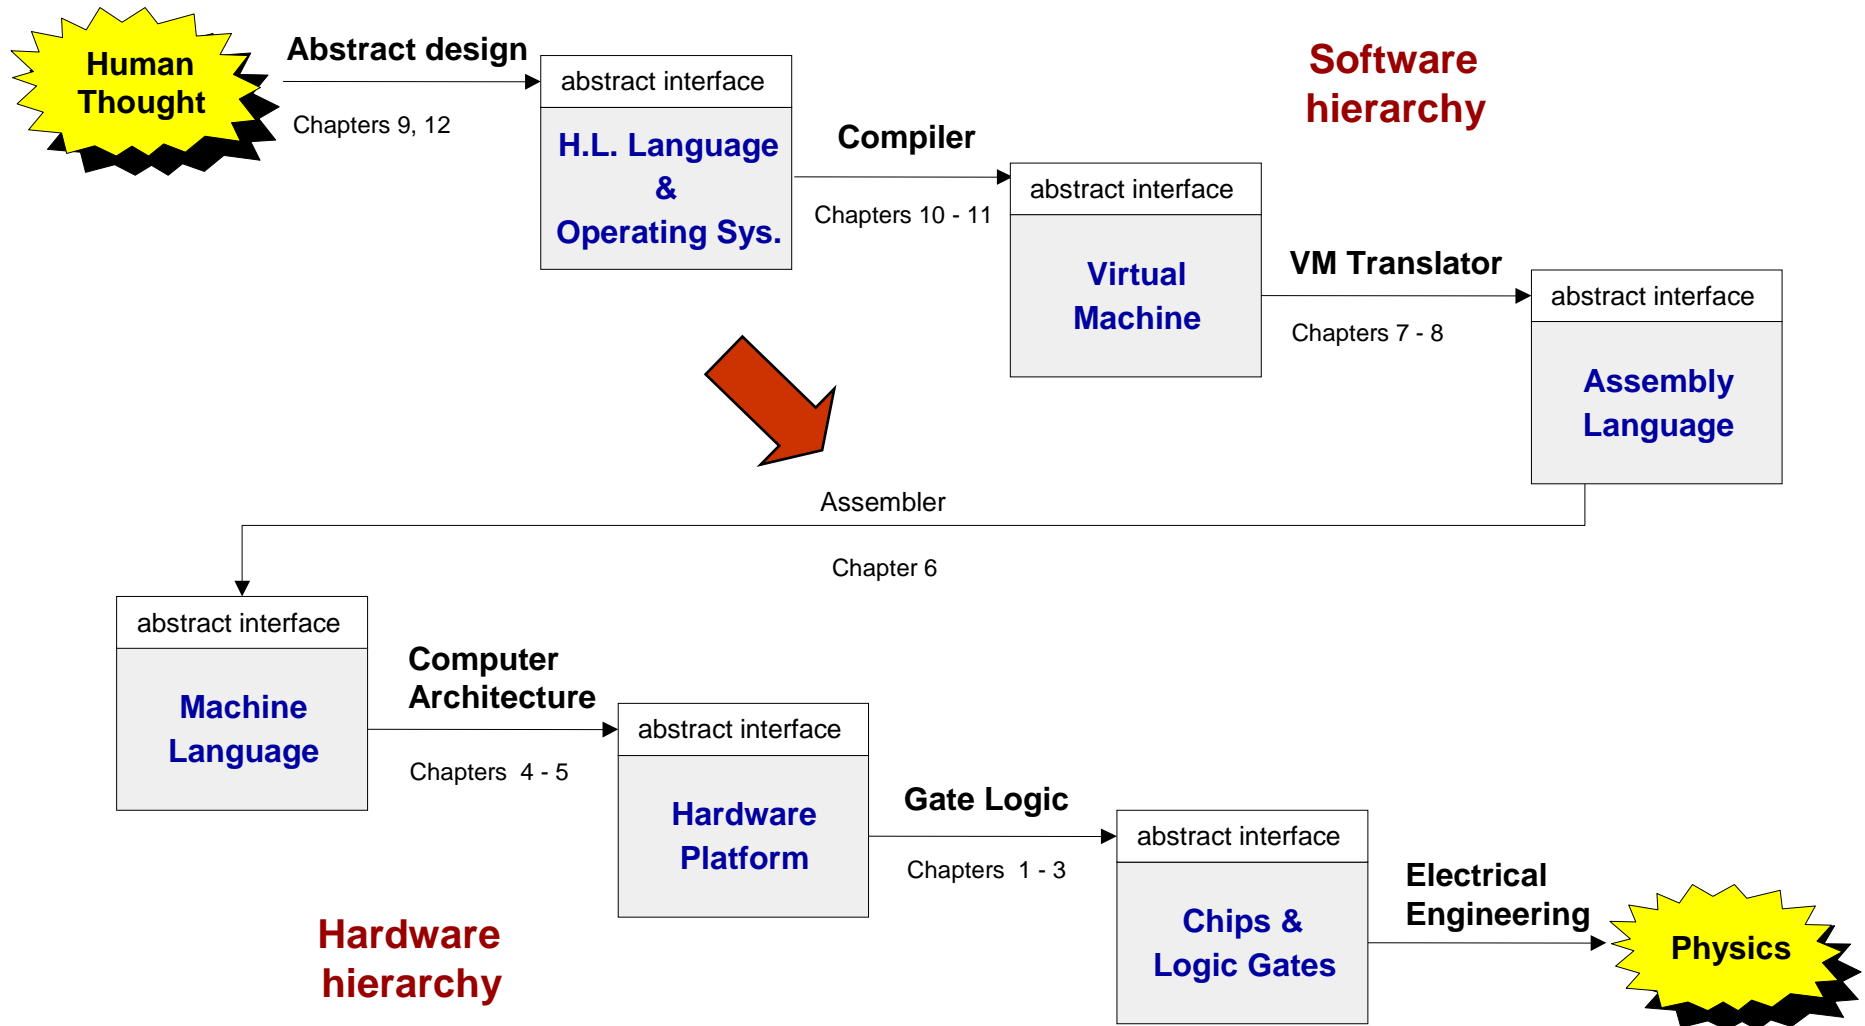 Human
Thought
Abstract design
Chapters 9, 12
abstract interface
H.L. Language
&
Operating Sys.
Software
hierarchy
Compiler
Chapters 10 - 11
abstract interface
Virtual
Machine
VM Translator
Chapters 7 - 8
abstract interface
Assembly
Language
Assembler
Chapter 6
abstract interface
Machine
Language
Computer
Architecture
Chapters 4 - 5
abstract interface
Hardware
Platform
Gate Logic
Chapters 1 - 3
abstract interface
Chips &
Logic Gates
Electrical
Engineering
Physics
Hardware
hierarchy